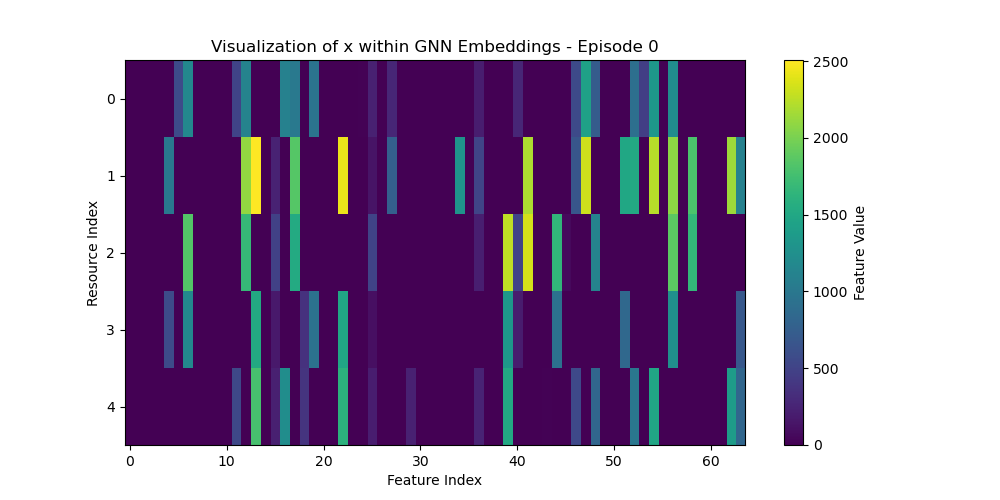 Visualization of x within GNN Embeddings - Episode 0
Resource Index
0
1
2
3
4
0 10 20 30 40 50 60
Feature Index
2500
2000
1500
1000
500
0
Feature Value